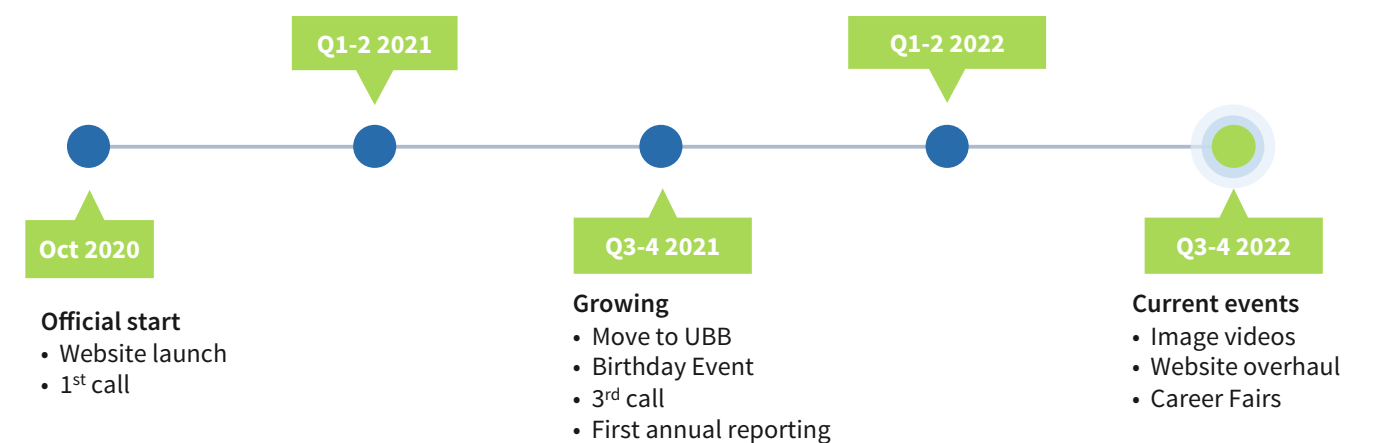 Q1-2 2021
Q1-2 2022
Oct 2020
Q3-4 2021
Q3-4 2022
Official start
• Website launch
• 1st call
Growing
• Move to UBB
• Birthday Event
• 3rd call
• First annual reporting
Current events
• Image videos
• Website overhaul
• Career Fairs